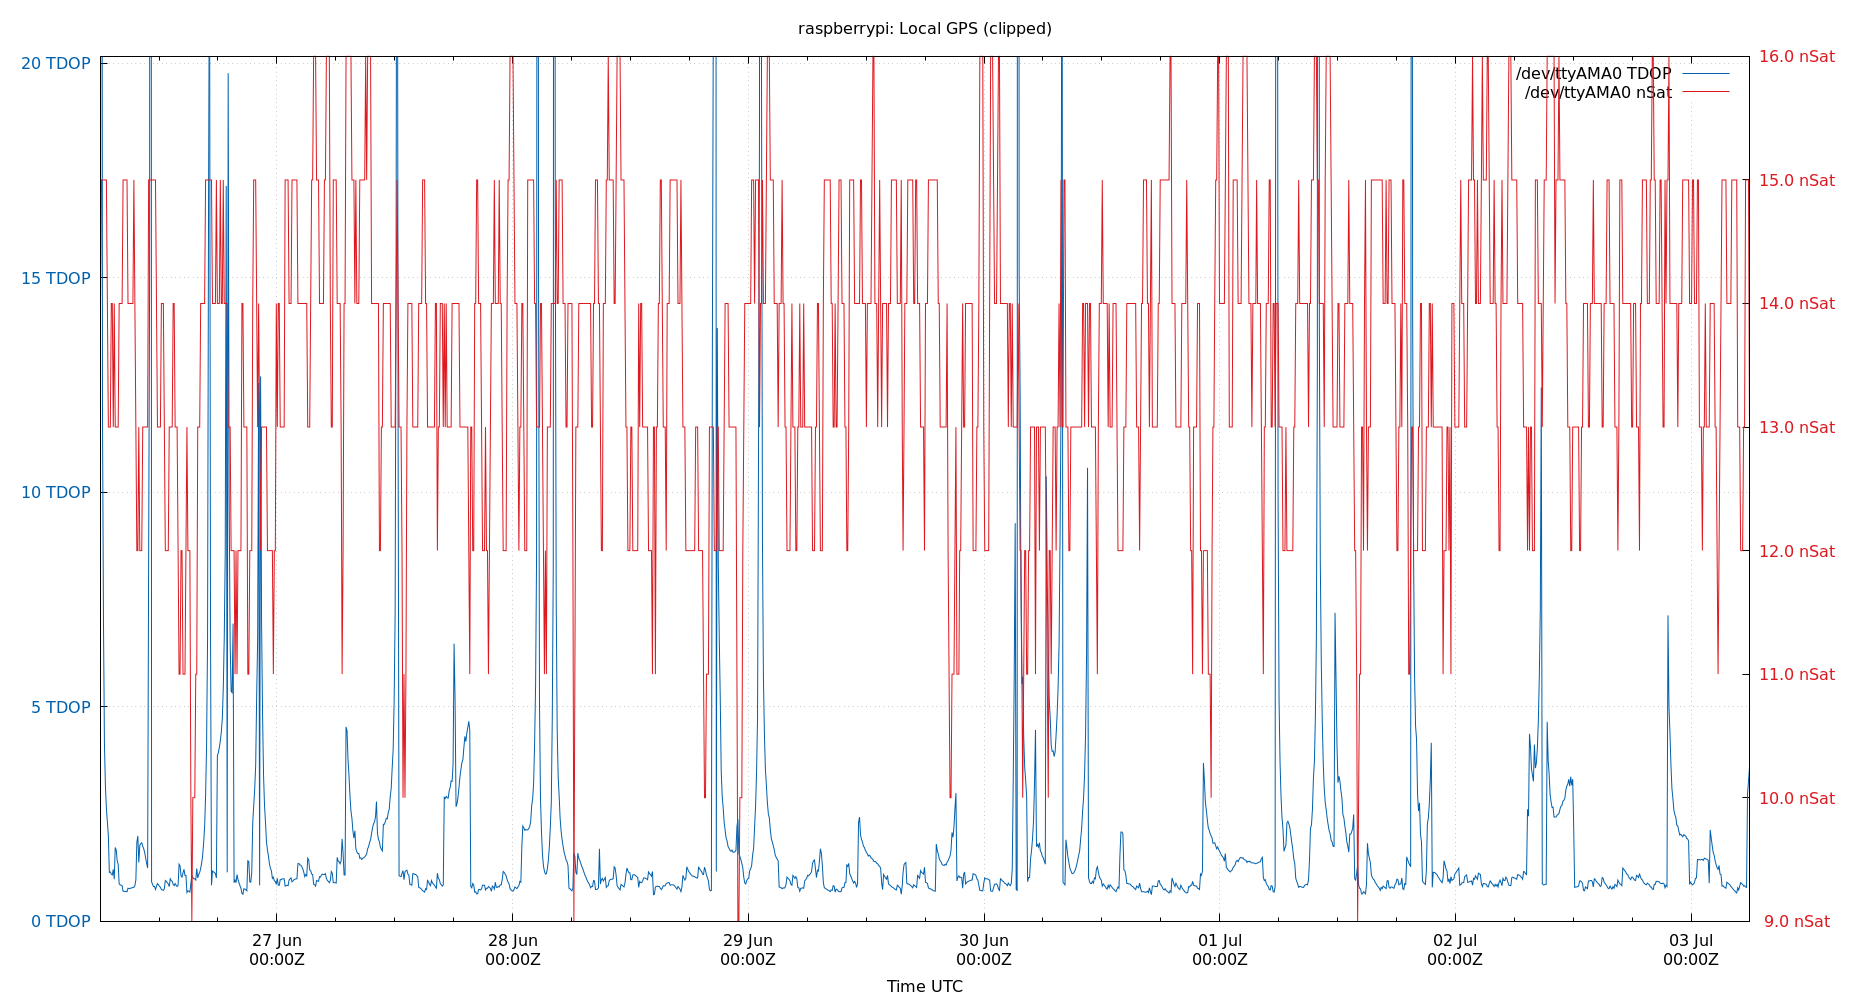 raspberrypi: Local GPS (clipped)
20 TDOP
15 TDOP
10 TDOP
5 TDOP
0 TDOP
16.0 nSat
15.0 nSat
14.0 nSat
13.0 nSat
12.0 nSat
11.0 nSat
10.0 nSat
9.0 nSat
/dev/ttyAMA0 TDOP
/dev/ttyAMA0 nSat
27 Jun
00:00Z
28 Jun
00:00Z
29 Jun
00:00Z
30 Jun
00:00Z
01 Jul
00:00Z
02 Jul
00:00Z
03 Jul
00:00Z
Time UTC